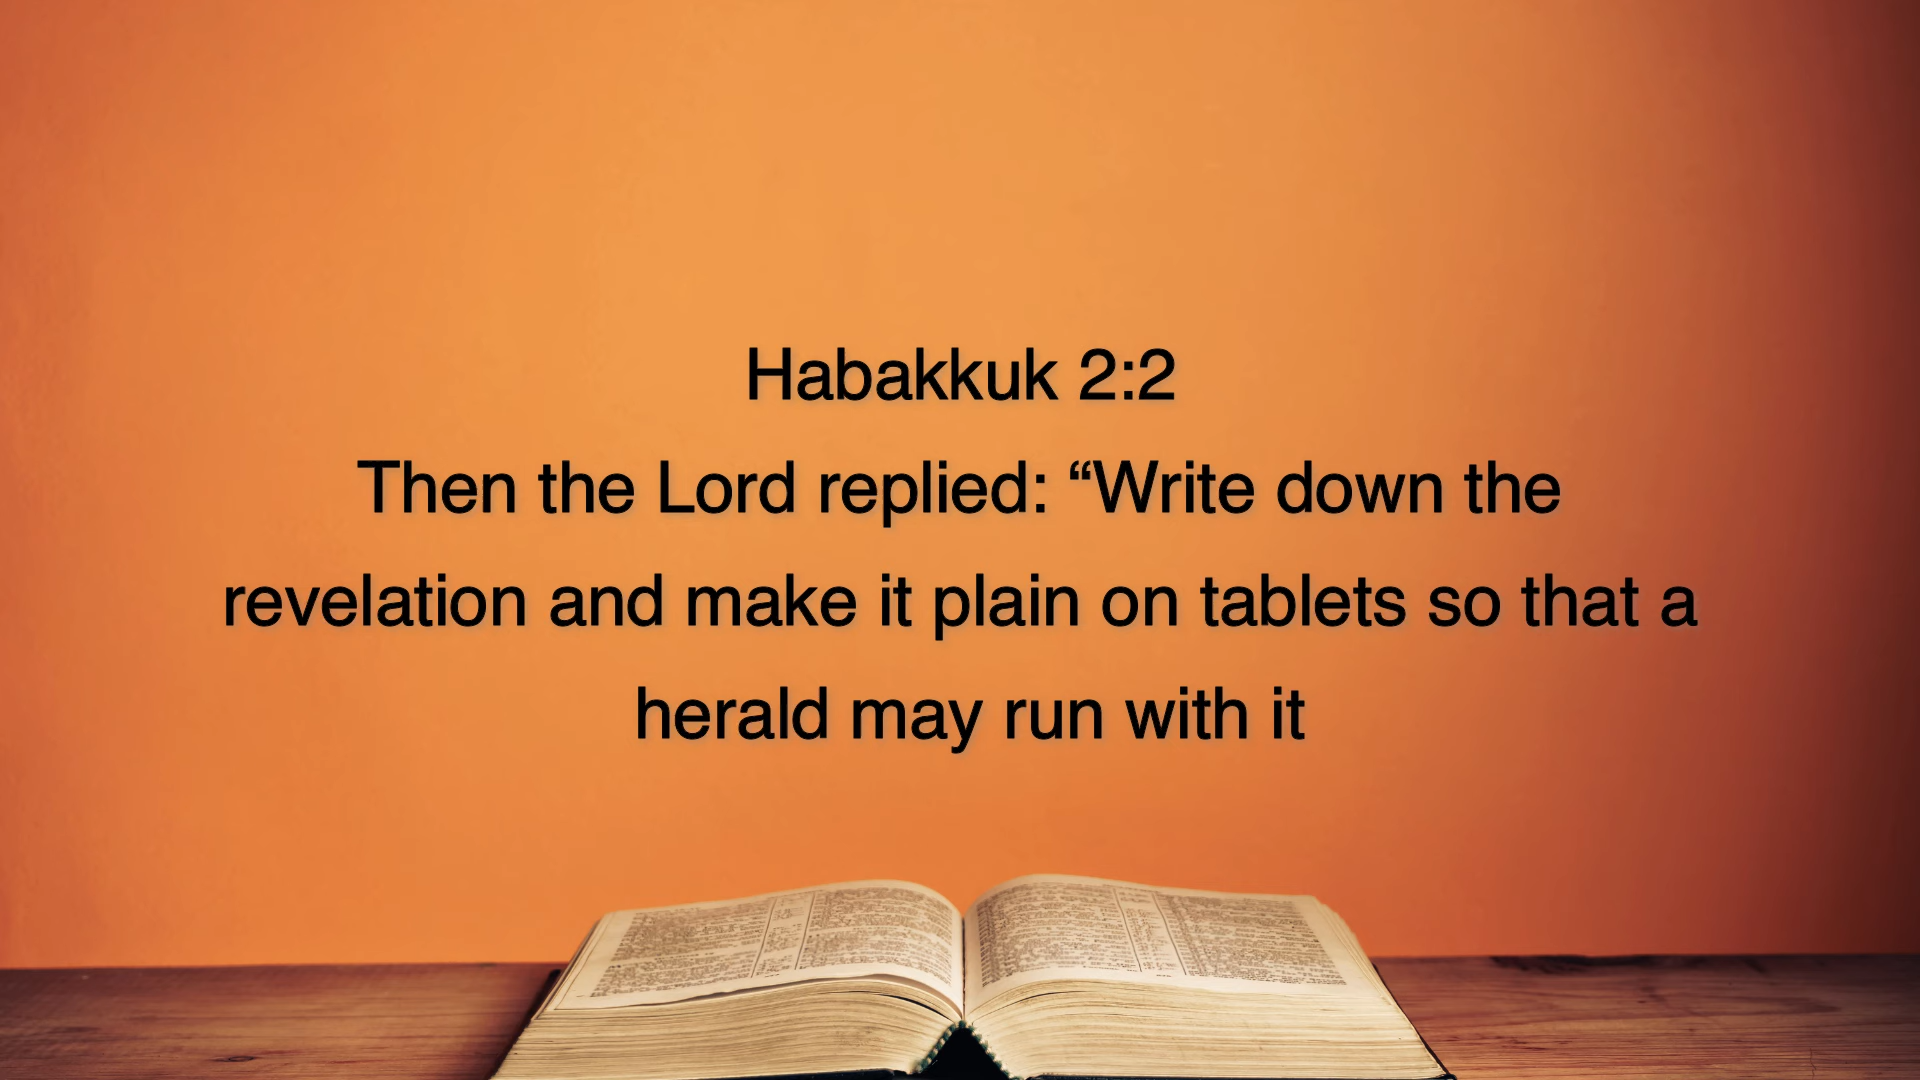 Habakkuk 2:2
Then the Lord replied: “Write down the
revelation and make it plain on tablets so that a
herald may run with it